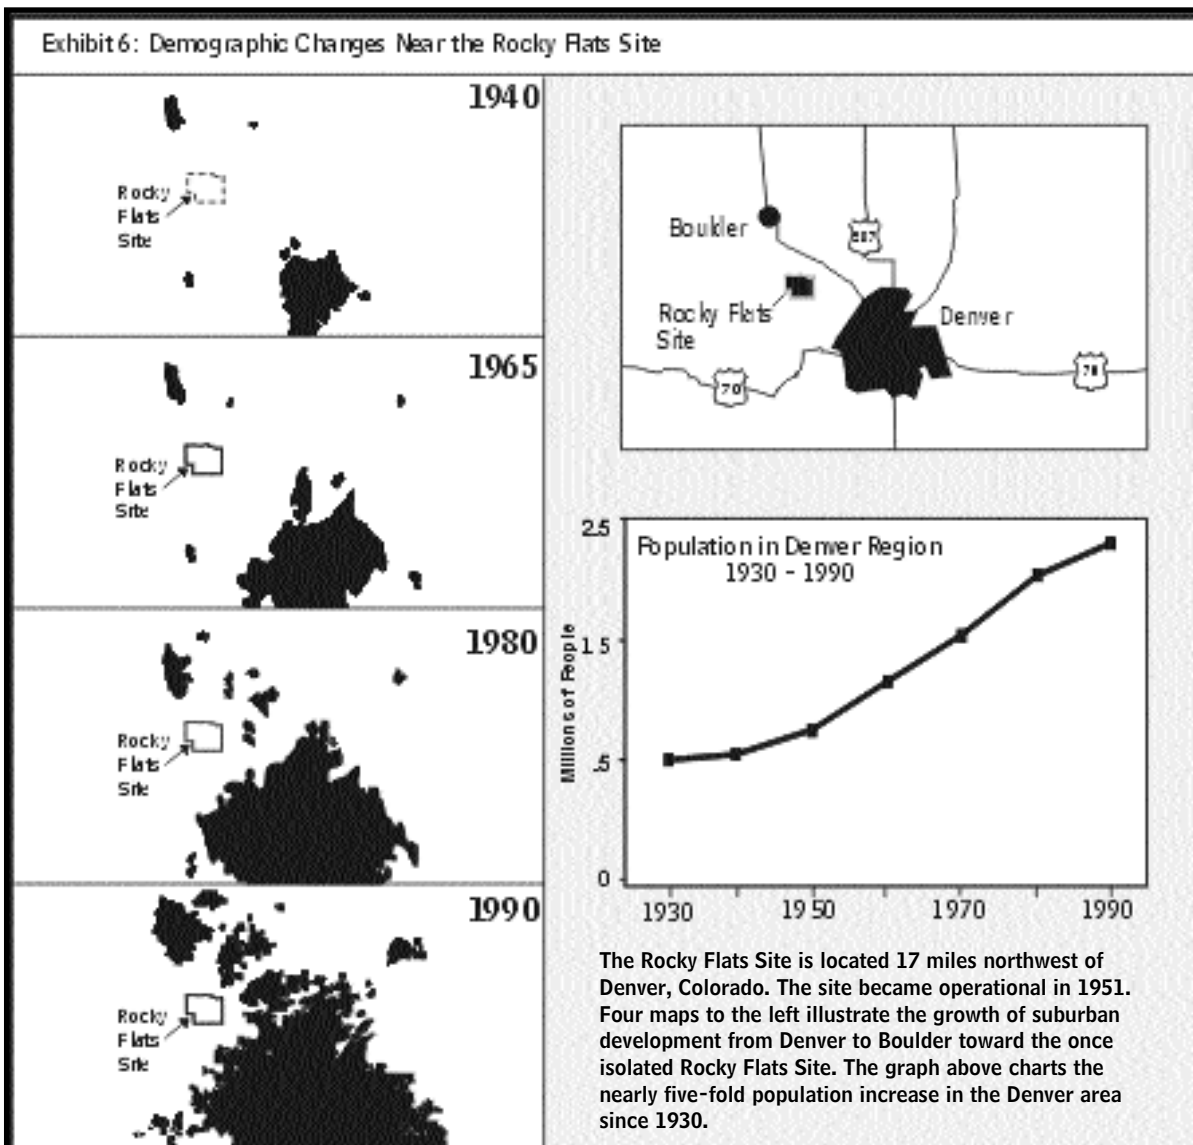 Exhibit 6: Demographic Changes Near the Rocky Flats Site
1940
Rocky
Flats
Site
1965
Rocky
Flats
Site
1980
Rocky
Flats
Site
1990
Rocky
Flats
Site
Boulder
Rocky Flats
Site
Denver
70
70
Population in Denver Region
1930 - 1990
Millions of People
2.5
1.5
.5
0
1930
1950
1970
1990
The Rocky Flats Site is located 17 miles northwest of
Denver, Colorado. The site became operational in 1951.
Four maps to the left illustrate the growth of suburban
development from Denver to Boulder toward the once
isolated Rocky Flats Site. The graph above charts the
nearly five-fold population increase in the Denver area
since 1930.